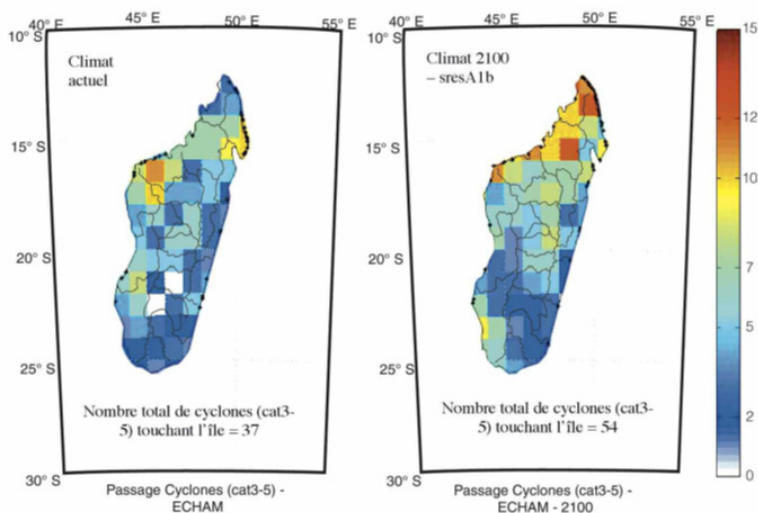 40° E
45° E
50° E
55° E
40° E
45° E
50° E
55° E
10° S
15° S
20° S
25° S
30° S
Climat
actuel
Nombre total de cyclones (cat3-
5) touchant l'île = 37
Passage Cyclones (cat3-5) -
ECHAM
10° S
15° S
20° S
25° S
30° S
Climat 2100
– sresA1b
Nombre total de cyclones (cat3-
5) touchant l'île = 54
Passage Cyclones (cat3-5) -
ECHAM - 2100
15
12
10
7
5
2
0